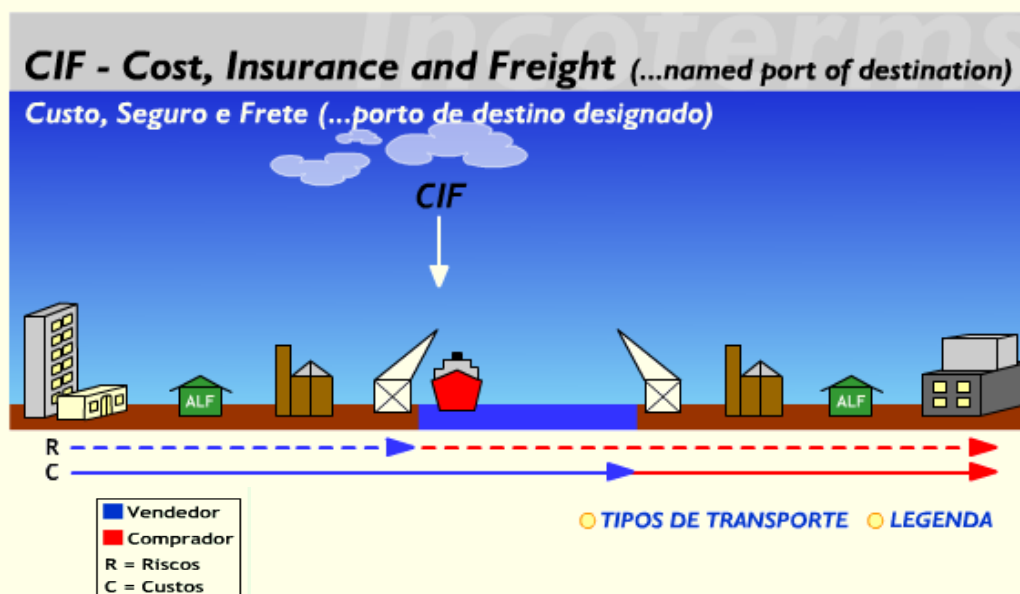 Incoterms
CIF - Cost, Insurance and Freight (...named port of destination)
Custo, Seguro e Frete (...porto de destino designado)
CIF
ALF
ALF
R
C
Vendedor
Comprador
R = Riscos
C = Custos
TIPOS DE TRANSPORTE
LEGENDA